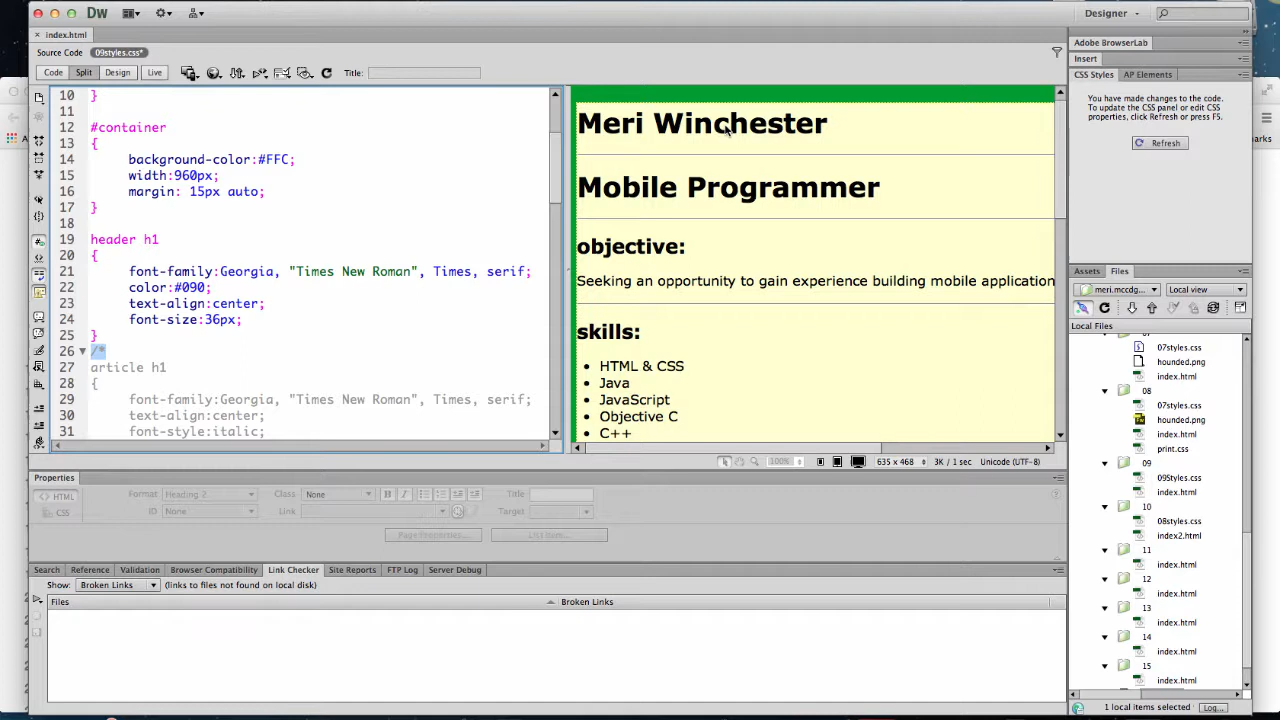 Dw
Designer
index.html
Source Code 09styles.css*
Code Split Design Live Title:
10 }
11
12 #container
13 {
14 background-color:#FFC;
15 width:960px;
16 margin: 15px auto;
17 }
18
19 header h1
20 {
21 font-family:Georgia, "Times New Roman", Times, serif;
22 color:#090;
23 text-align:center;
24 font-size:36px;
25 }
26 /*
27 article h1
28 {
29 font-family:Georgia, "Times New Roman", Times, serif;
30 text-align:center;
31 font-style:italic;
Meri Winchester
Mobile Programmer
objective:
Seeking an opportunity to gain experience building mobile application
skills:
HTML & CSS
Java
JavaScript
Objective C
C++
100% 635 x 468 3K / 1 sec Unicode (UTF-8)
Adobe BrowserLab
Insert
CSS Styles AP Elements
You have made changes to the code.
To update the CSS panel or edit CSS
properties, click Refresh or press F5.
Refresh
arks
Assets Files
meri.mccdg... Local view
Local Files
07styles.css
hounded.png
index.html
08
07styles.css
hounded.png
index.html
print.css
09
09Styles.css
index.html
10
08styles.css
index2.html
11
index.html
12
index.html
13
index.html
14
index.html
15
index.html
1 local items selected Log...
Properties
HTML Format Heading 2 Class None B I Title
CSS ID None Link Target
Page Properties... List Item...
Search Reference Validation Browser Compatibility Link Checker Site Reports FTP Log Server Debug
Show: Broken Links (links to files not found on local disk)
Files Broken Links